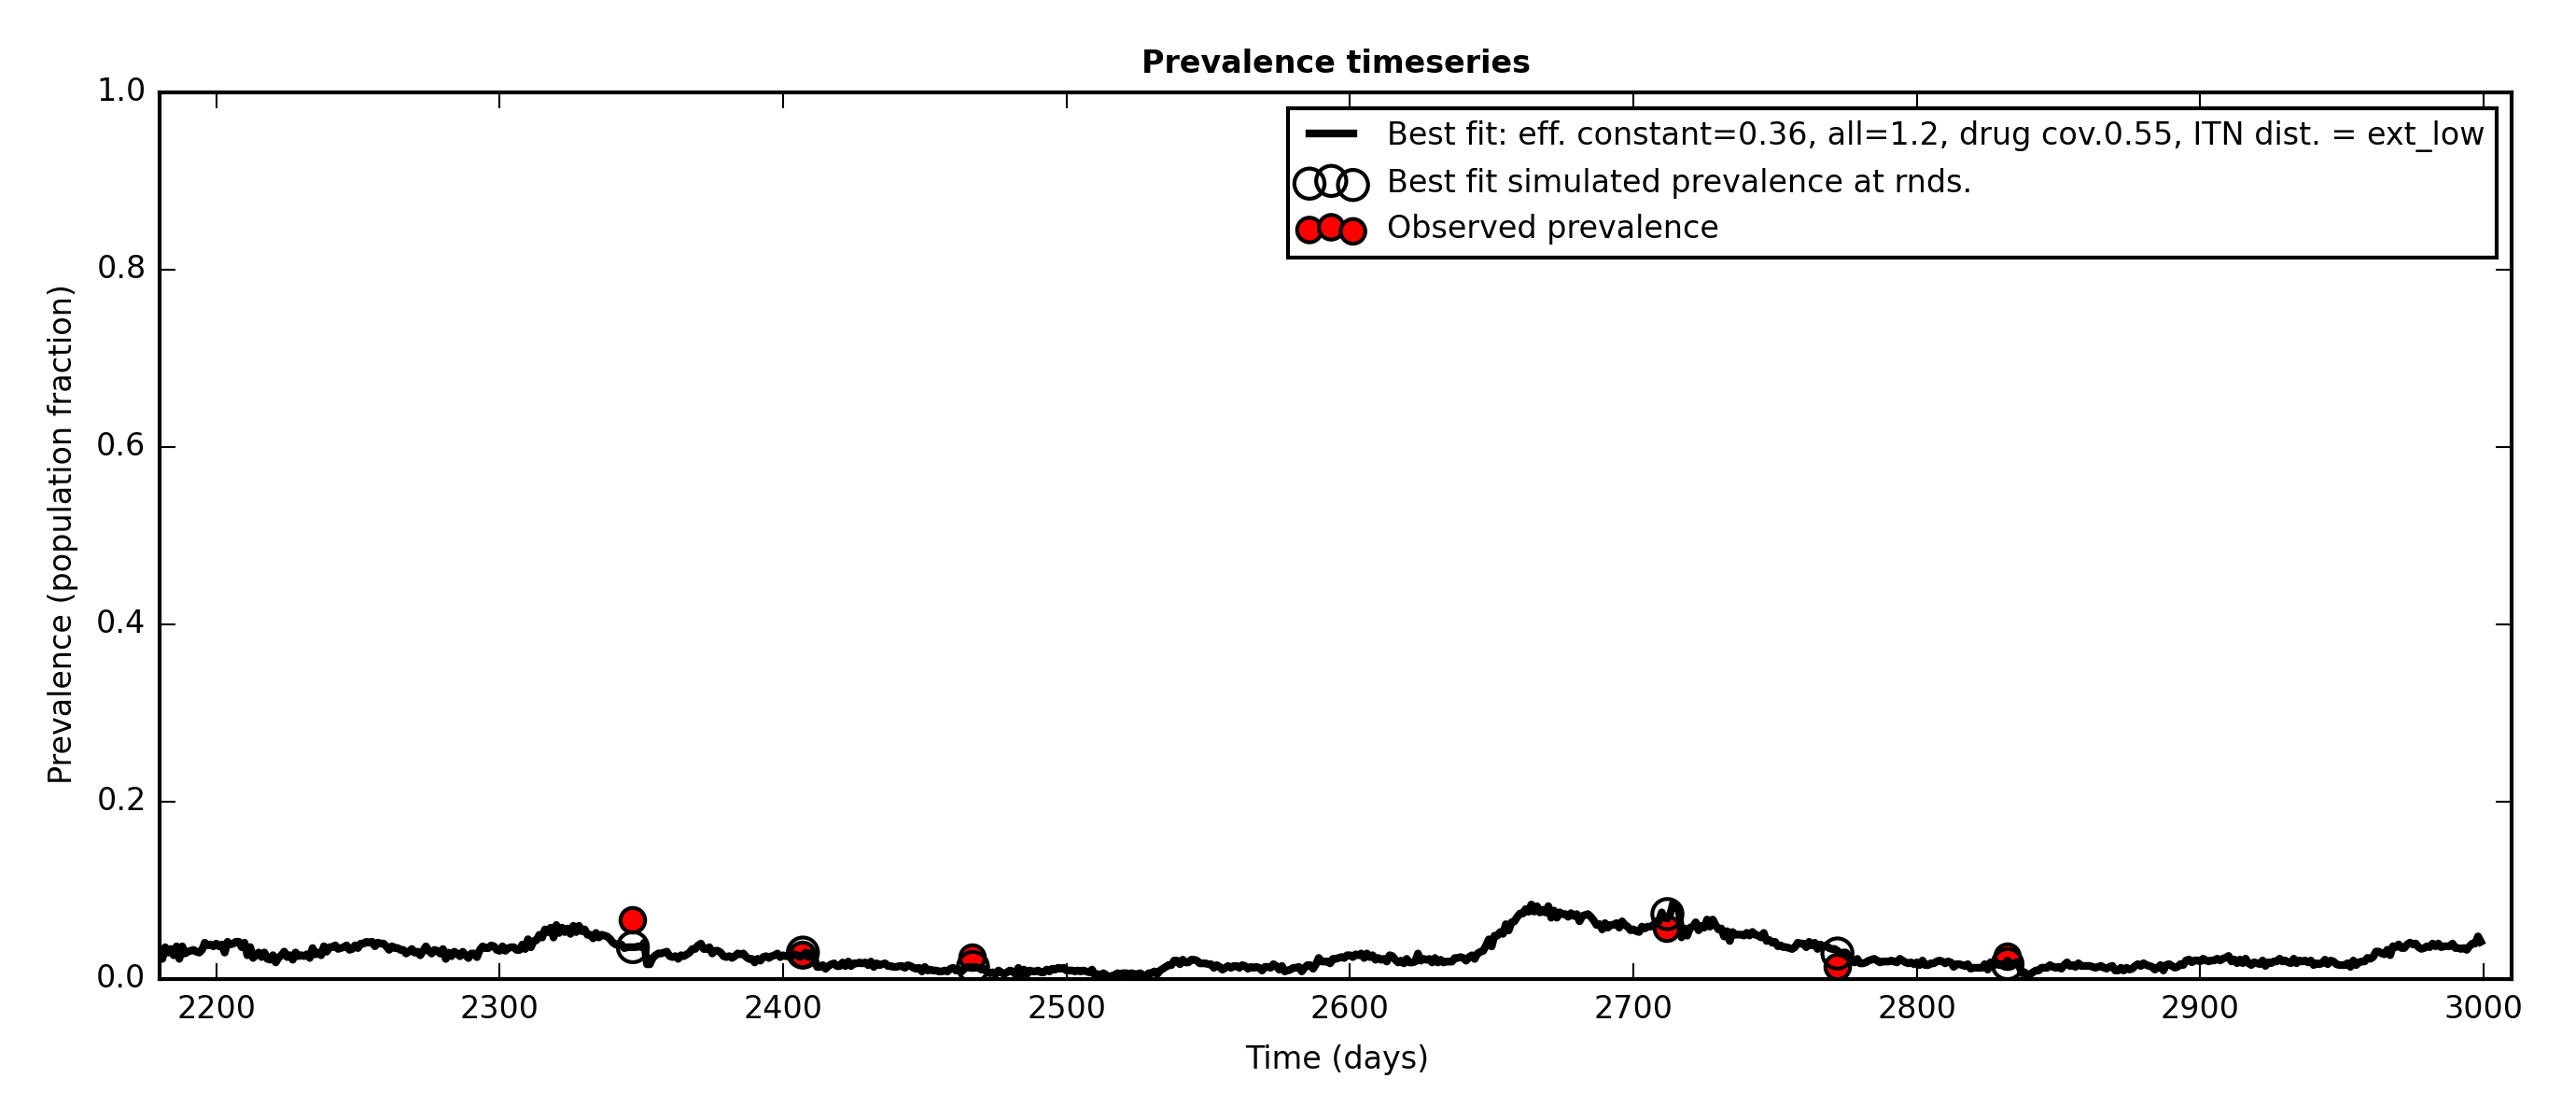 Prevalence timeseries
1.0
0.8
0.6
0.4
0.2
0.0
Prevalence (population fraction)
Best fit: eff. constant=0.36, all=1.2, drug cov.0.55, ITN dist. = ext_low
Best fit simulated prevalence at rnds.
Observed prevalence
2200 2300 2400 2500 2600 2700 2800 2900 3000
Time (days)